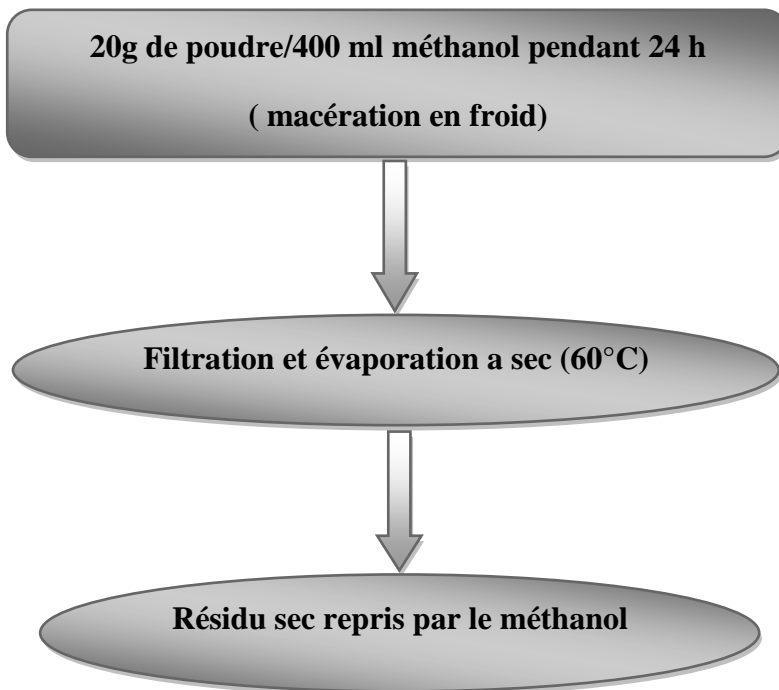 20g de poudre/400 ml méthanol pendant 24 h
( macération en froid)
Filtration et évaporation a sec (60°C)
Résidu sec repris par le méthanol